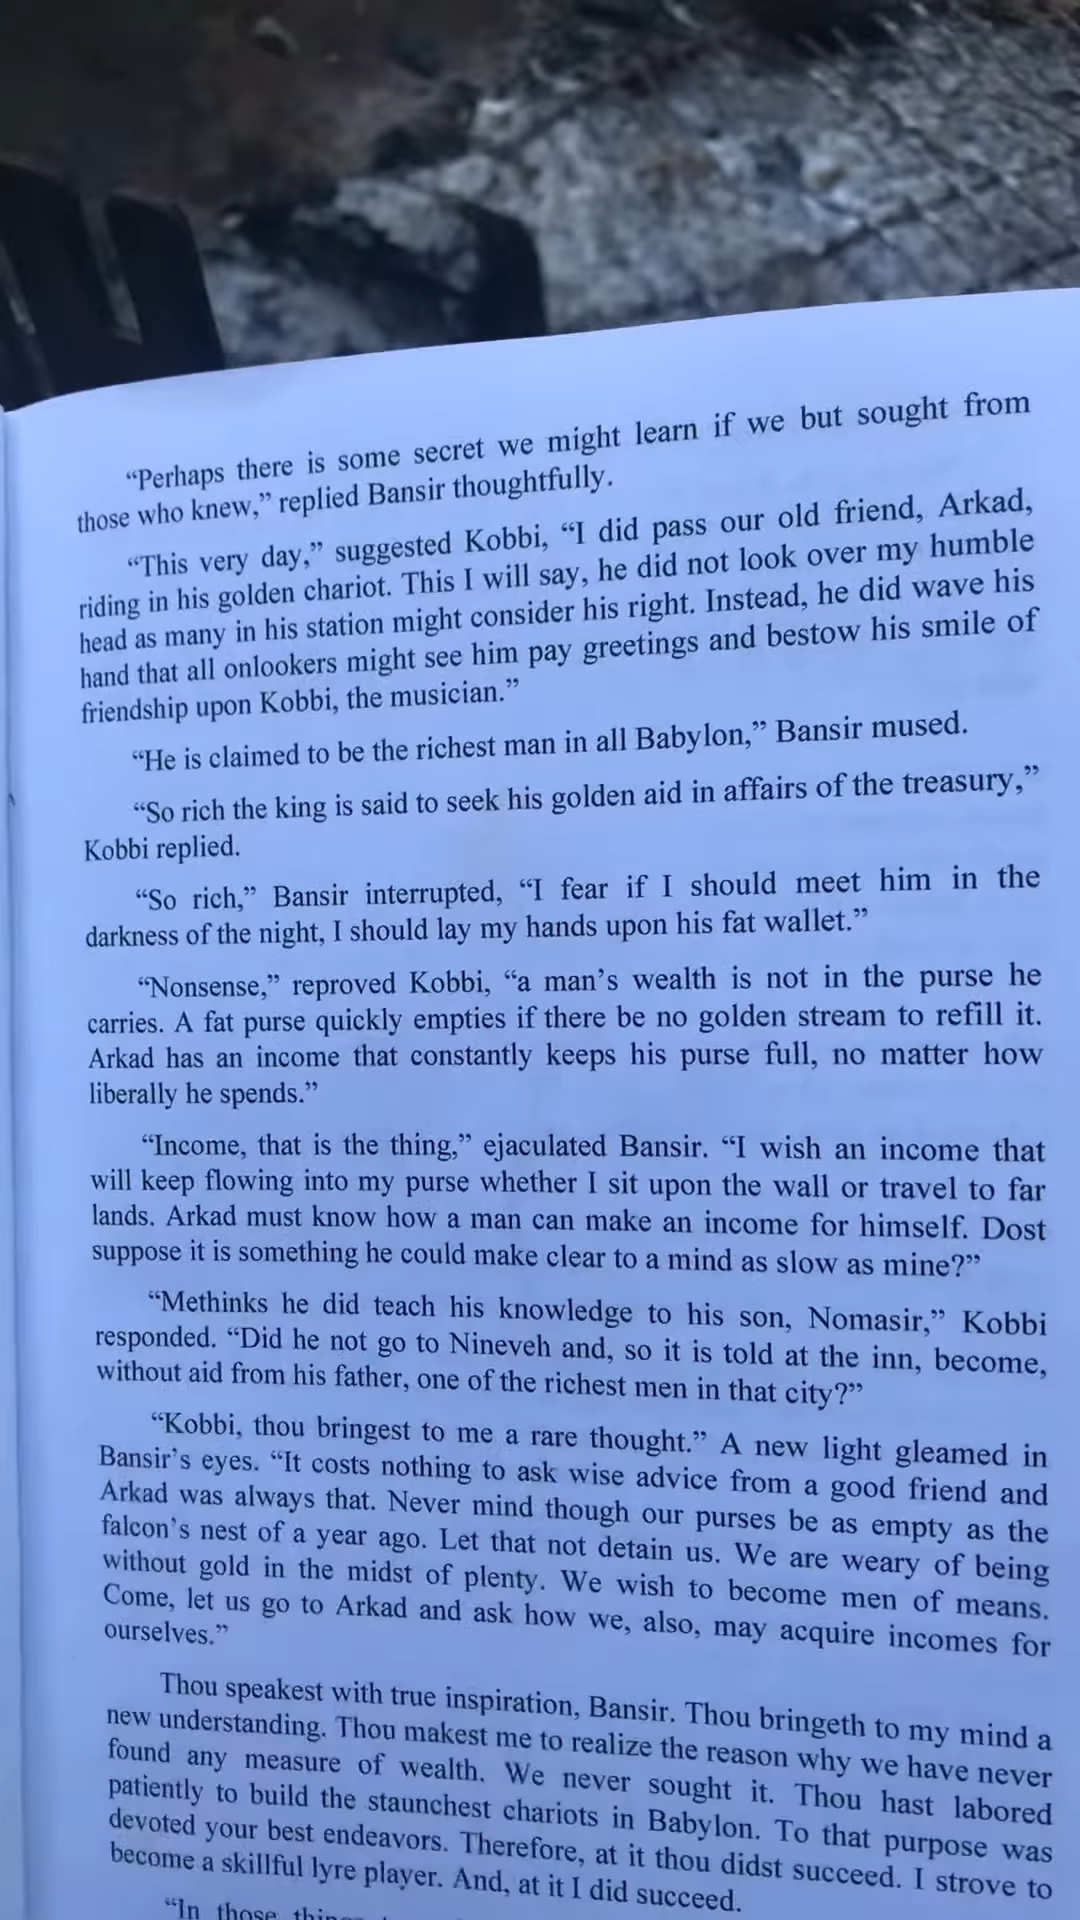 “Perhaps there is some secret we might learn if we but sought from
those who knew,” replied Bansir thoughtfully.
“This very day,” suggested Kobbi, “I did pass our old friend, Arkad,
riding in his golden chariot. This I will say, he did not look over my humble
head as many in his station might consider his right. Instead, he did wave his
hand that all onlookers might see him pay greetings and bestow his smile of
friendship upon Kobbi, the musician.”
“He is claimed to be the richest man in all Babylon,” Bansir mused.
“So rich the king is said to seek his golden aid in affairs of the treasury,”
Kobbi replied.
“So rich,” Bansir interrupted, “I fear if I should meet him in the
darkness of the night, I should lay my hands upon his fat wallet.”
“Nonsense,” reproved Kobbi, “a man’s wealth is not in the purse he
carries. A fat purse quickly empties if there be no golden stream to refill it.
Arkad has an income that constantly keeps his purse full, no matter how
liberally he spends.”
“Income, that is the thing,” ejaculated Bansir. “I wish an income that
will keep flowing into my purse whether I sit upon the wall or travel to far
lands. Arkad must know how a man can make an income for himself. Dost
suppose it is something he could make clear to a mind as slow as mine?”
“Methinks he did teach his knowledge to his son, Nomasir,” Kobbi
responded. “Did he not go to Nineveh and, so it is told at the inn, become,
without aid from his father, one of the richest men in that city?”
“Kobbi, thou bringest to me a rare thought.” A new light gleamed in
Bansir’s eyes. “It costs nothing to ask wise advice from a good friend and
Arkad was always that. Never mind though our purses be as empty as the
falcon’s nest of a year ago. Let that not detain us. We are weary of being
without gold in the midst of plenty. We wish to become men of means.
Come, let us go to Arkad and ask how we, also, may acquire incomes for
ourselves.”
Thou speakest with true inspiration, Bansir. Thou bringeth to my mind a
new understanding. Thou makest me to realize the reason why we have never
found any measure of wealth. We never sought it. Thou hast labored
patiently to build the staunchest chariots in Babylon. To that purpose was
devoted your best endeavors. Therefore, at it thou didst succeed. I strove to
become a skillful lyre player. And, at it I did succeed.
“In those